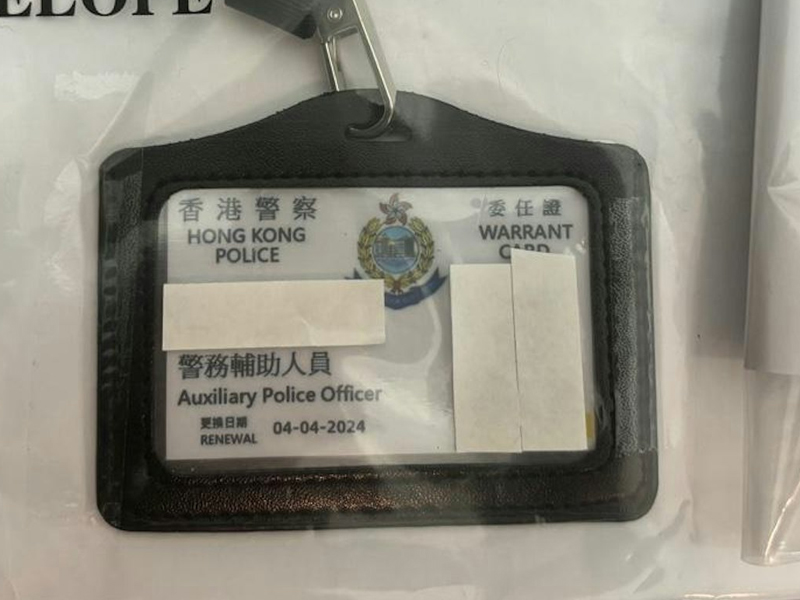 香港警察
HONG KONG
POLICE
委任證
WARRANT
CARD
警務輔助人員
Auxiliary Police Officer
更換日期
RENEWAL
04-04-2024